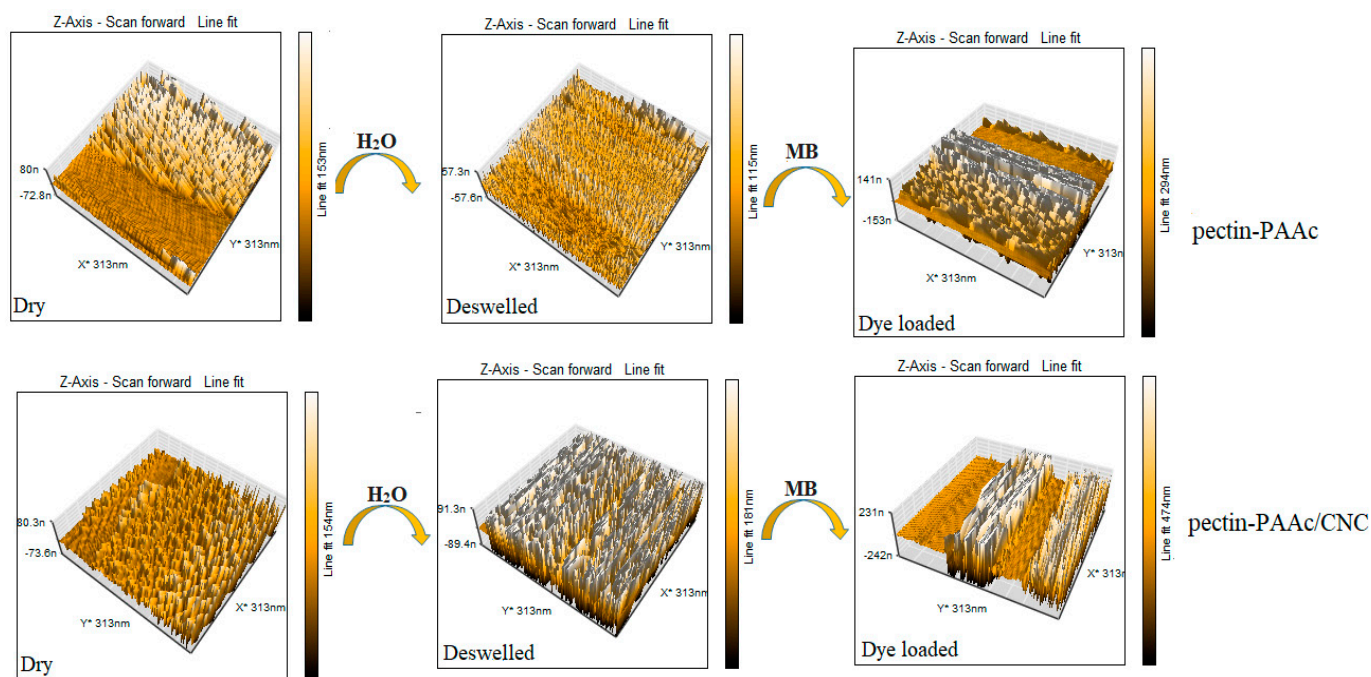 Z-Axis - Scan forward Line fit
80n
-72.8n
X* 313nm
Y* 313nm
Line fit 153nm
Dry
H₂O
Z-Axis - Scan forward Line fit
57.3n
-57.6n
X* 313nm
Y* 313nm
Line fit 115nm
Deswelled
MB
Z-Axis - Scan forward Line fit
141n
-153n
X* 313nm
Y* 313n
Line fit 294nm
Dye loaded
pectin-PAAc
Z-Axis - Scan forward Line fit
80.3n
-73.6n
Y* 313nm
X* 313nm
Line fit 154nm
Dry
H₂O
Z-Axis - Scan forward Line fit
91.3n
-89.4n
Y* 313nm
X* 313nm
Line fit 181nm
Deswelled
MB
Z-Axis - Scan forward Line fit
231n
-242n
Y* 313nm
X* 313n
Line fit 474nm
Dye loaded
pectin-PAAc/CNC